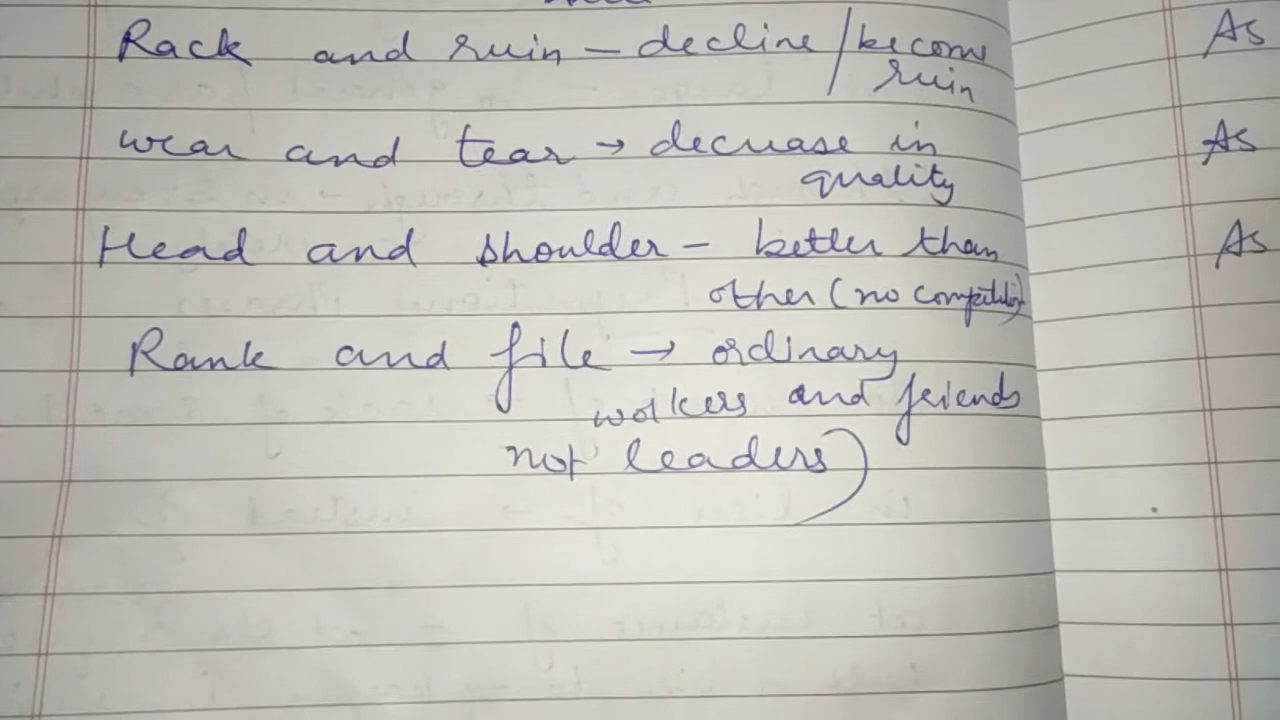 Rack and ruin – decline / become
ruin
wear and tear → decrease in
quality
Head and shoulder – better than
other (no competition)
Rank and file → ordinary
workers and friends
not leaders)
As
As
As